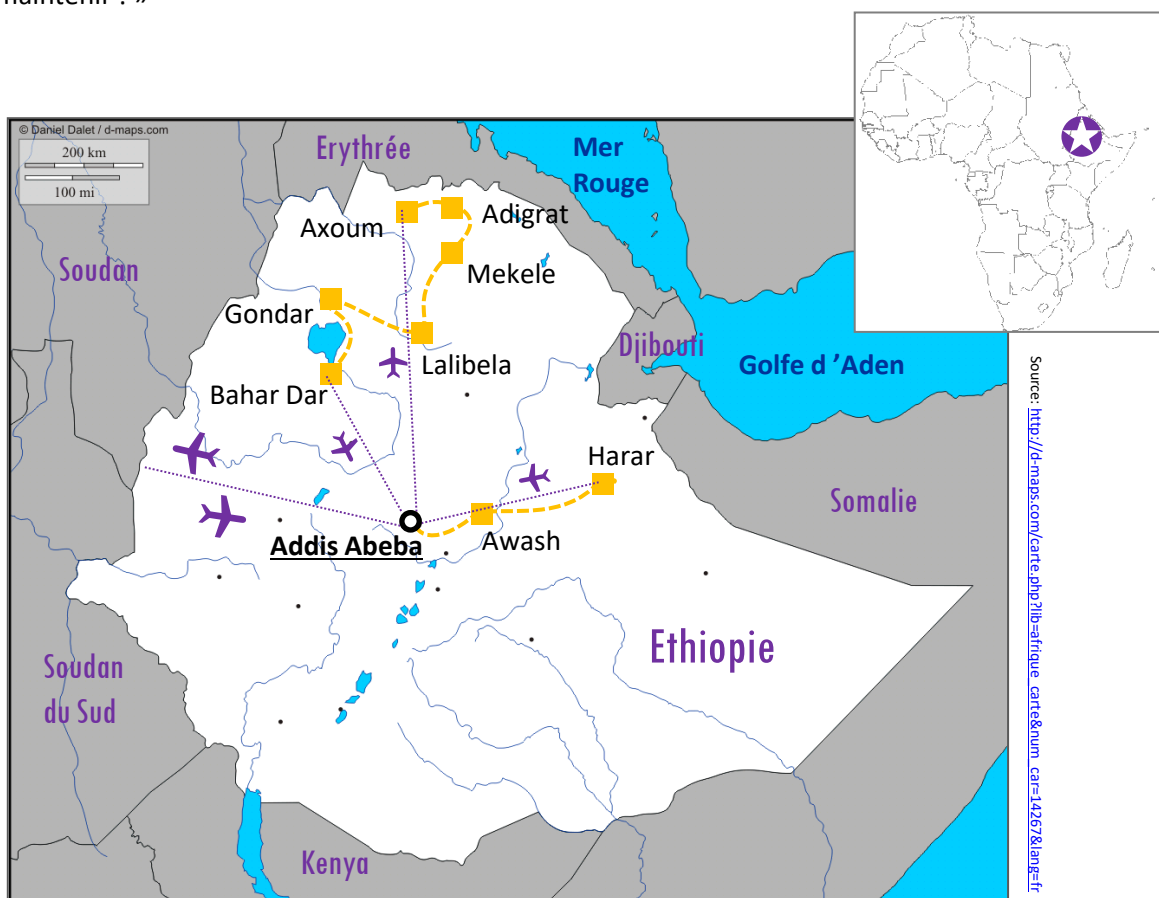 © Daniel Dalet / d-maps.com
200 km
100 mi
Erythrée
Mer
Rouge
Axoum
Adigrat
Soudan
Mekele
Gondar
Djibouti
Lalibela
Golfe d ’Aden
Bahar Dar
Harar
Somalie
Addis Abeba
Awash
Ethiopie
Soudan
du Sud
Kenya
Source: http://d-maps.com/carte.php?lib=afrique_carte&num_car=14267&lang=fr